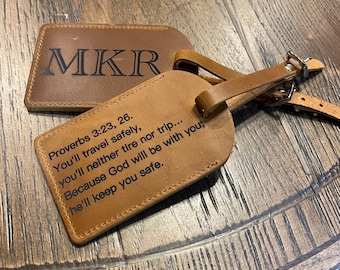 MKR
Proverbs 3:23, 26.
You'll travel safely,
you'll neither tire nor trip...
Because God will be with you,
he'll keep you safe.